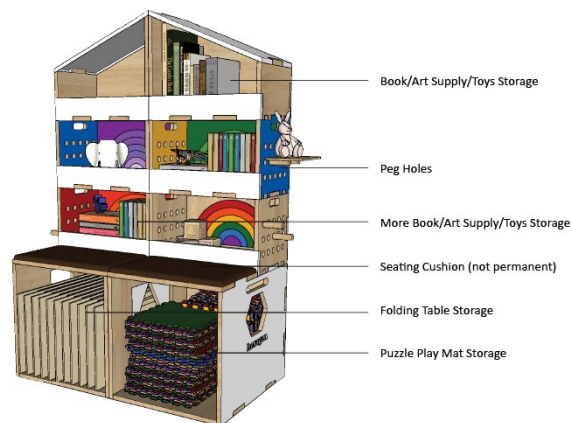 Book/Art Supply/Toys Storage
Peg Holes
More Book/Art Supply/Toys Storage
Seating Cushion (not permanent)
Folding Table Storage
Puzzle Play Mat Storage